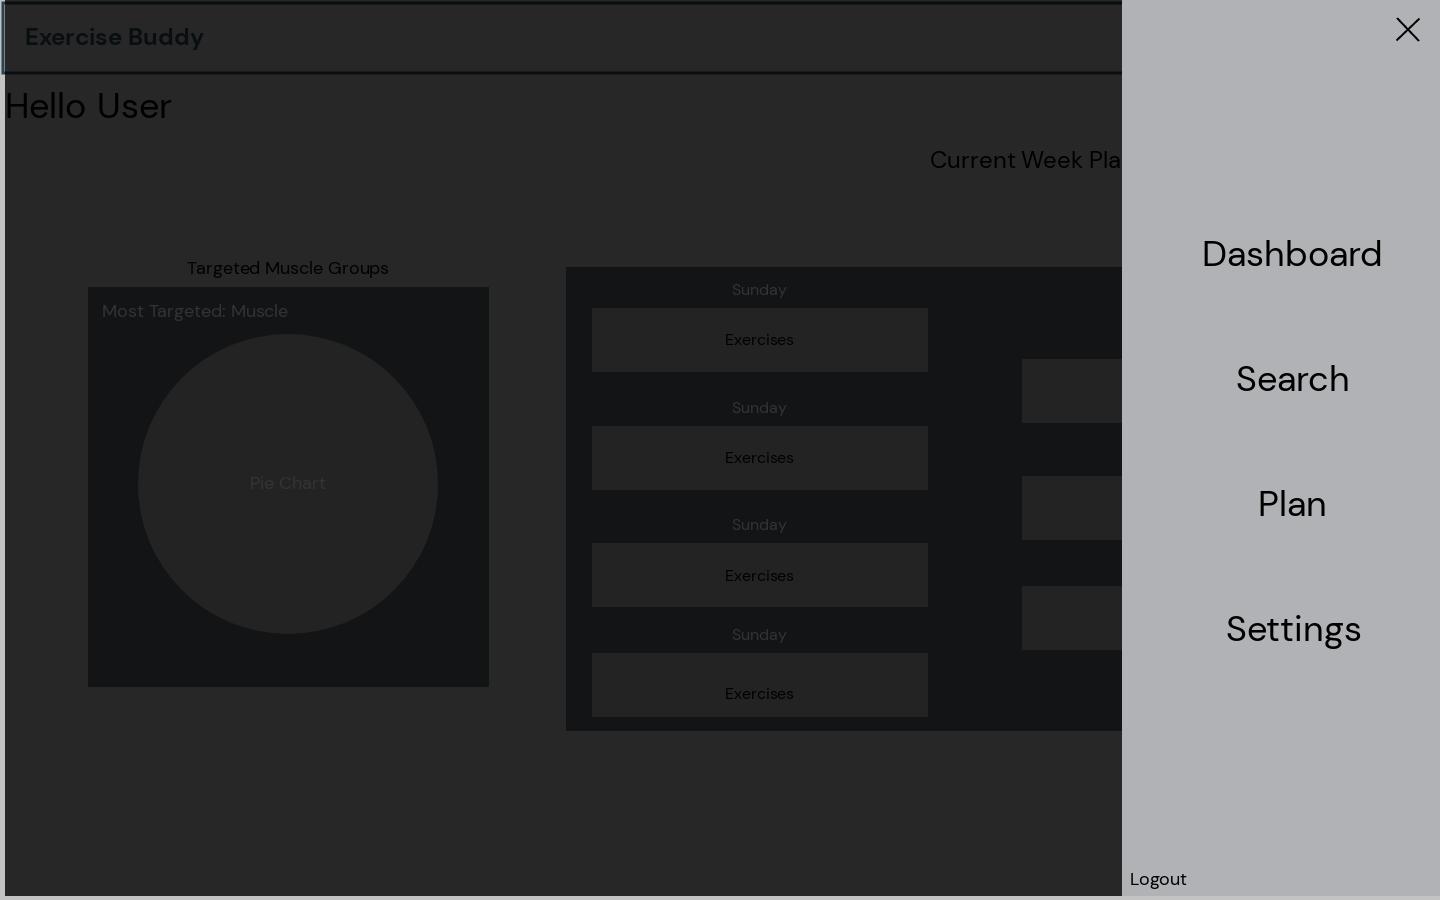 Exercise Buddy
Hello User
Current Week Pla
Targeted Muscle Groups
Most Targeted: Muscle
Pie Chart
Sunday
Exercises
Sunday
Exercises
Sunday
Exercises
Sunday
Exercises
Dashboard
Search
Plan
Settings
Logout